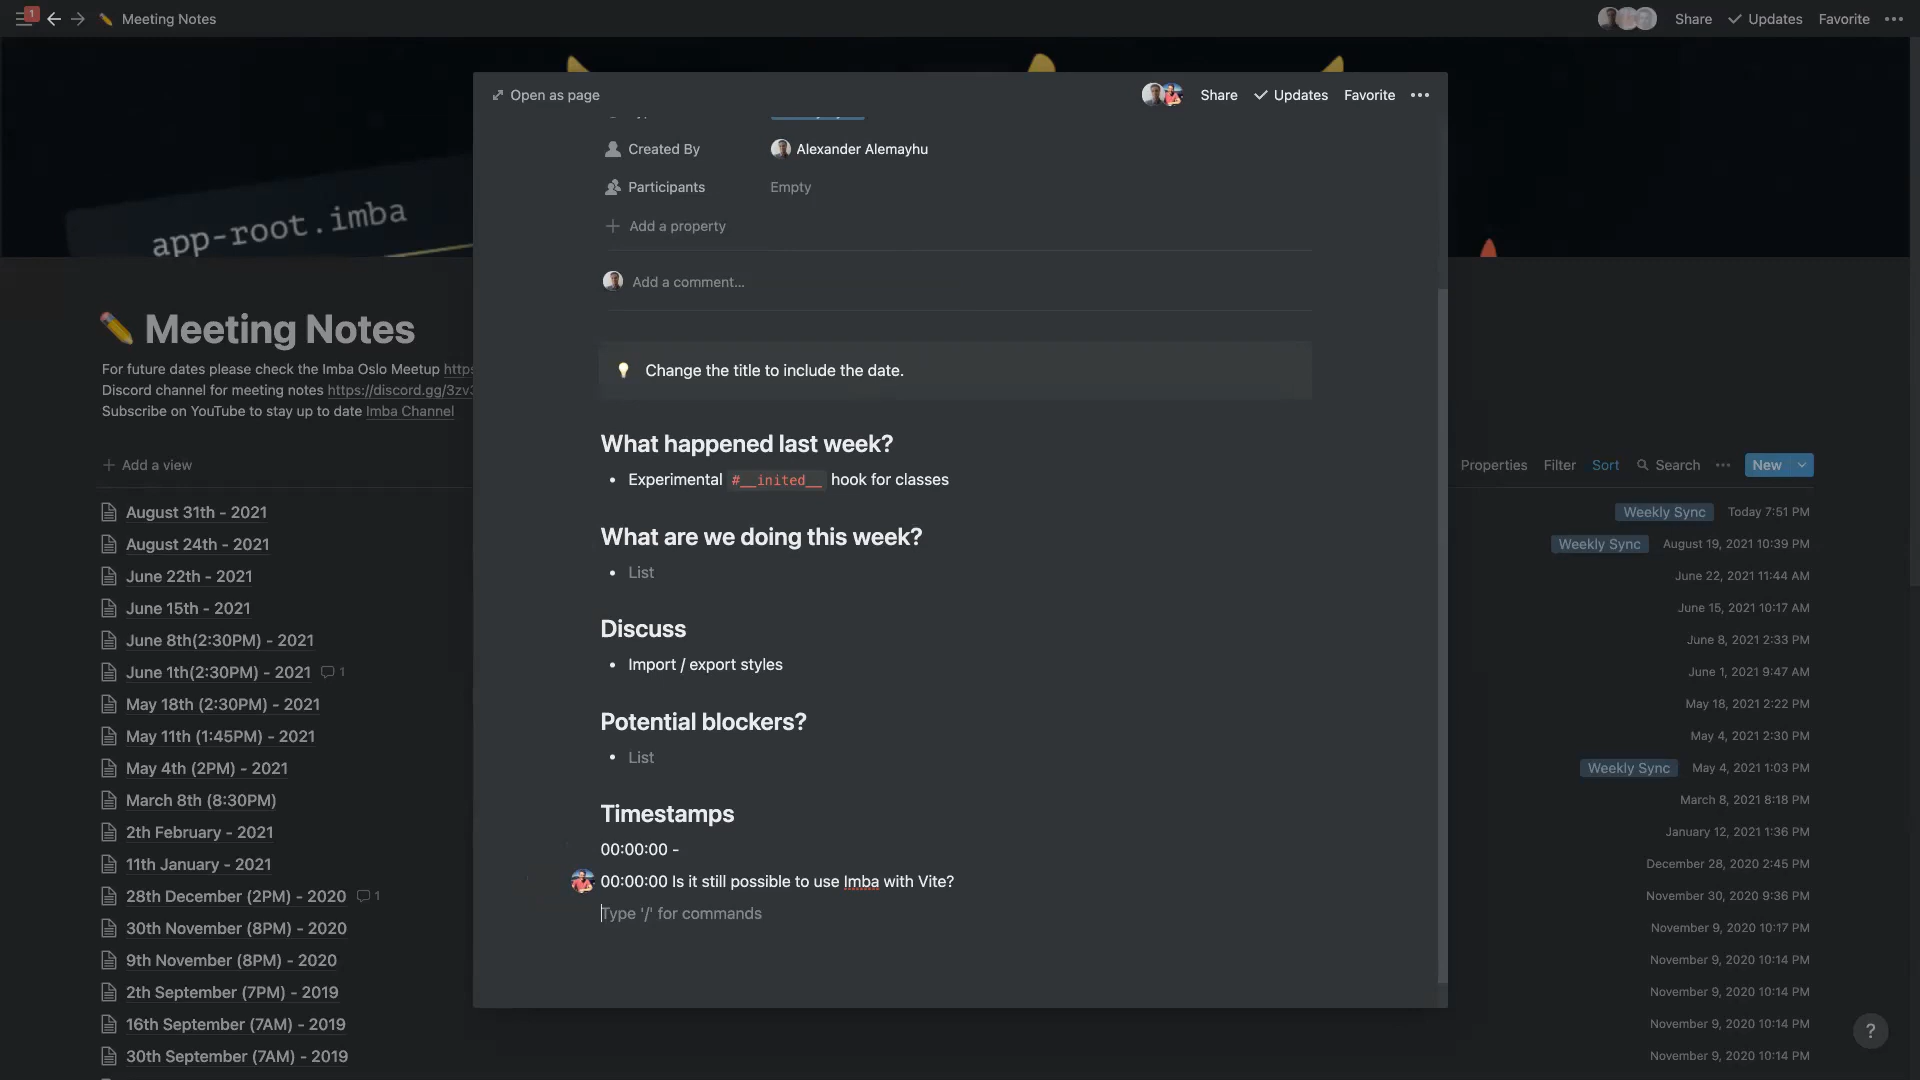 1
Meeting Notes
Share
Updates
Favorite
app-root.imba
Meeting Notes
For future dates please check the Imba Oslo Meetup https
Discord channel for meeting notes https://discord.gg/3zv3
Subscribe on YouTube to stay up to date Imba Channel
Add a view
Properties
Filter
Sort
Search
New
August 31th - 2021
Weekly Sync
Today 7:51 PM
August 24th - 2021
Weekly Sync
August 19, 2021 10:39 PM
June 22th - 2021
June 22, 2021 11:44 AM
June 15th - 2021
June 15, 2021 10:17 AM
June 8th(2:30PM) - 2021
June 8, 2021 2:33 PM
June 1th(2:30PM) - 2021
1
June 1, 2021 9:47 AM
May 18th (2:30PM) - 2021
May 18, 2021 2:22 PM
May 11th (1:45PM) - 2021
May 4, 2021 2:30 PM
May 4th (2PM) - 2021
Weekly Sync
May 4, 2021 1:03 PM
March 8th (8:30PM)
March 8, 2021 8:18 PM
2th February - 2021
January 12, 2021 1:36 PM
11th January - 2021
December 28, 2020 2:45 PM
28th December (2PM) - 2020
1
November 30, 2020 9:36 PM
30th November (8PM) - 2020
November 9, 2020 10:17 PM
9th November (8PM) - 2020
November 9, 2020 10:14 PM
2th September (7PM) - 2019
November 9, 2020 10:14 PM
16th September (7AM) - 2019
November 9, 2020 10:14 PM
30th September (7AM) - 2019
November 9, 2020 10:14 PM
?
Open as page
Share
Updates
Favorite
Created By
Alexander Alemayhu
Participants
Empty
Add a property
Add a comment...
Change the title to include the date.
What happened last week?
Experimental #__inited__ hook for classes
What are we doing this week?
List
Discuss
Import / export styles
Potential blockers?
List
Timestamps
00:00:00 -
00:00:00 Is it still possible to use Imba with Vite?
Type '/' for commands